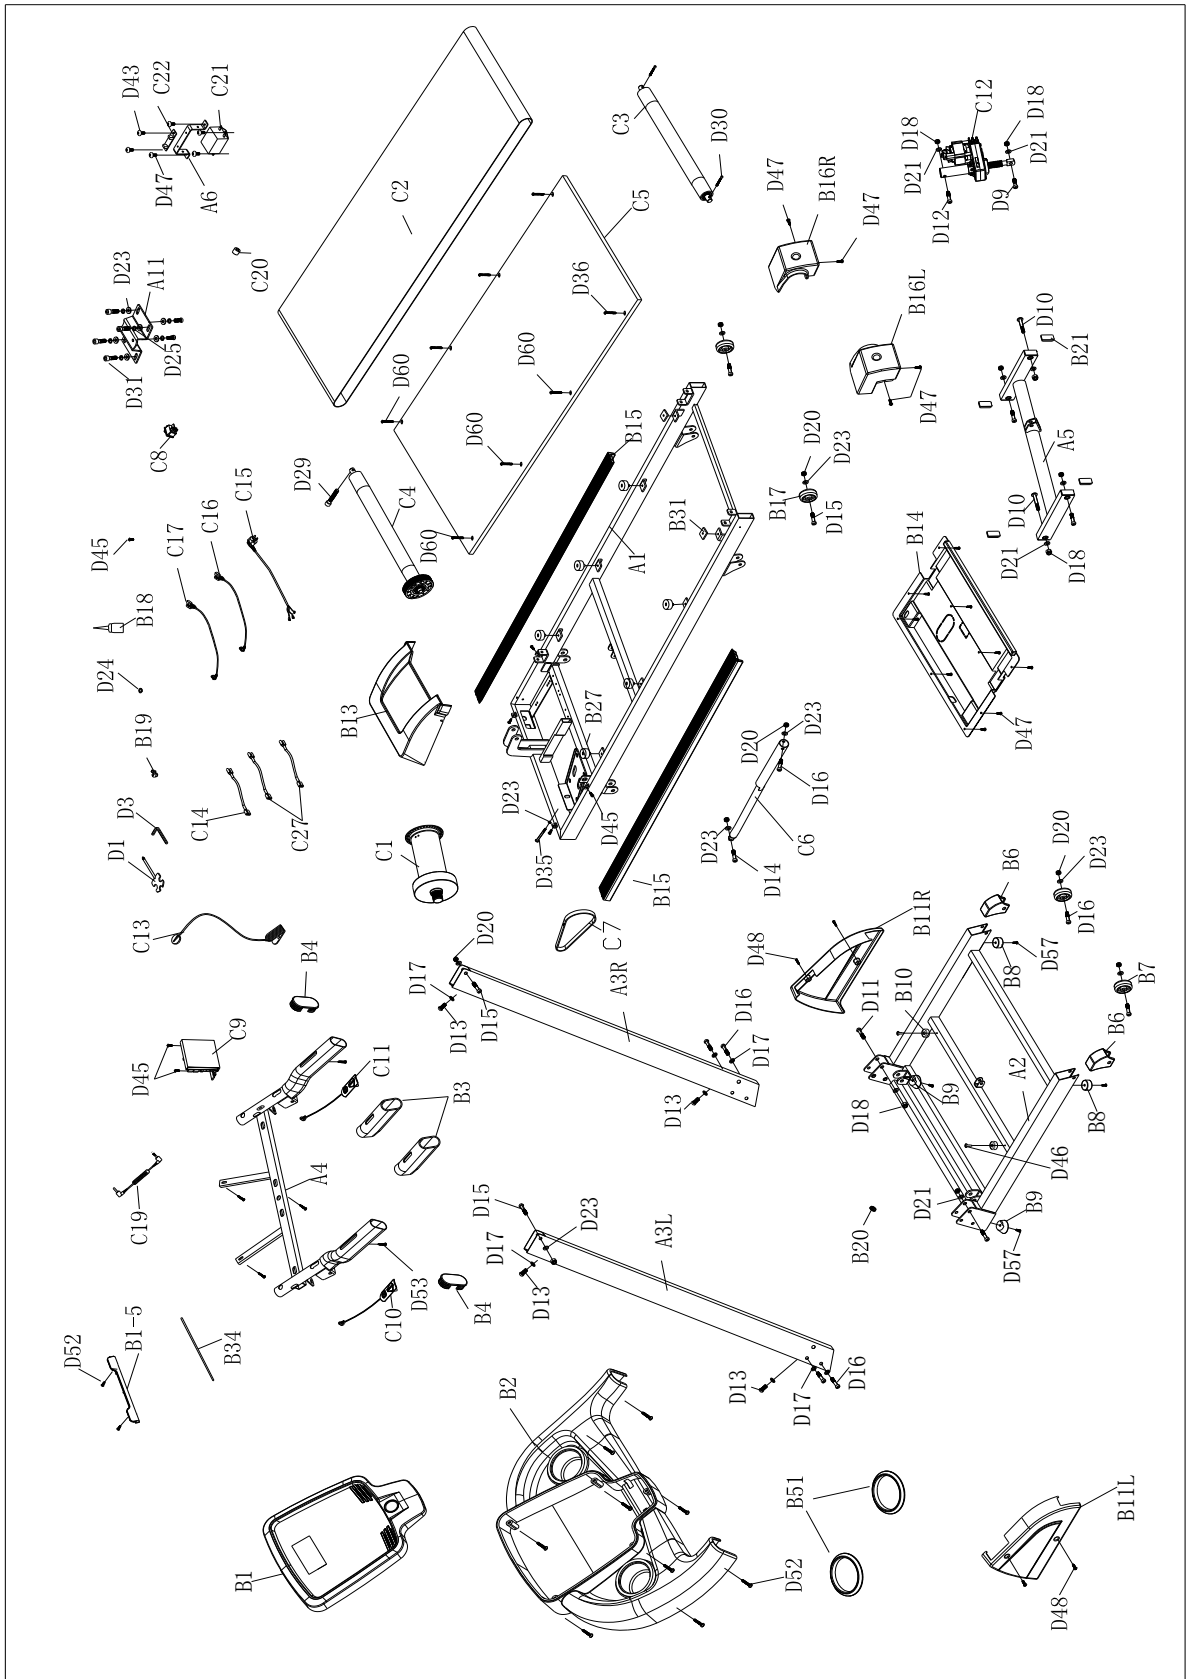 D52
B1-5
D1
D3
B19
D24
D45
D31
D23
D43
C19
C13
D45
B18
C8
A11
D25
D47
C22
B34
C14
C17
C16
A6
C21
B1
C9
C27
C15
C20
A4
B4
D29
B13
C10
C11
C1
C4
C2
D53
B3
D60
D60
B4
D17
D13
D20
D15
D60
B2
D15
D17
D13
D23
A3R
C7
D35
D23
D60
D36
C5
B27
D45
B15
A1
B15
C3
A3L
D13
D16
D17
B31
D30
D52
D13
D17
D16
D23
D14
C6
D20
D16
D23
B17
D15
D20
D23
D47
B16R
D47
B51
B20
D18
D48
B11R
D11
B10
B14
B16L
D47
D12
D21
D18
D21
B9
C12
D9
D57
B9
D46
A2
D47
D21
D10
A5
D18
D21
D18
D48
B11L
B8
B6
B7
D57
B8
B6
D16
D20
D23
D18
D10
B21